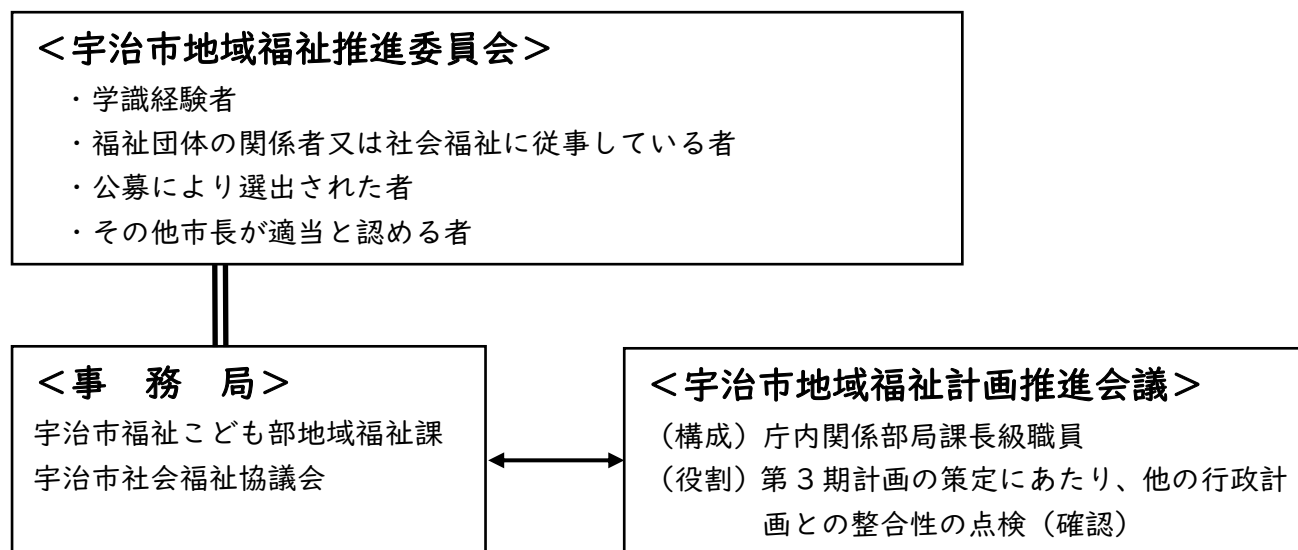 ＜宇治市地域福祉推進委員会＞
・学識経験者
・福祉団体の関係者又は社会福祉に従事している者
・公募により選出された者
・その他市長が適当と認める者
＜事　務　局＞
宇治市福祉こども部地域福祉課
宇治市社会福祉協議会
＜宇治市地域福祉計画推進会議＞
（構成）庁内関係部局課長級職員
（役割）第３期計画の策定にあたり、他の行政計
画との整合性の点検（確認）